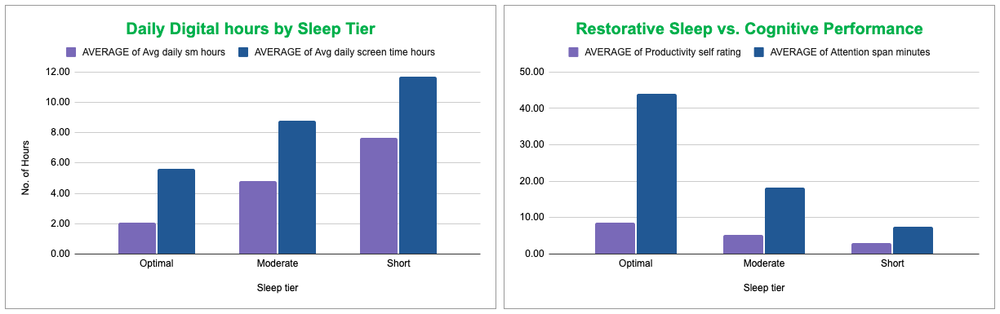 Daily Digital hours by Sleep Tier
AVERAGE of Avg daily sm hours AVERAGE of Avg daily screen time hours
12.00
10.00
8.00
6.00
4.00
2.00
0.00
No. of Hours
Optimal Moderate Short
Sleep tier
Restorative Sleep vs. Cognitive Performance
AVERAGE of Productivity self rating AVERAGE of Attention span minutes
50.00
40.00
30.00
20.00
10.00
0.00
Optimal Moderate Short
Sleep tier